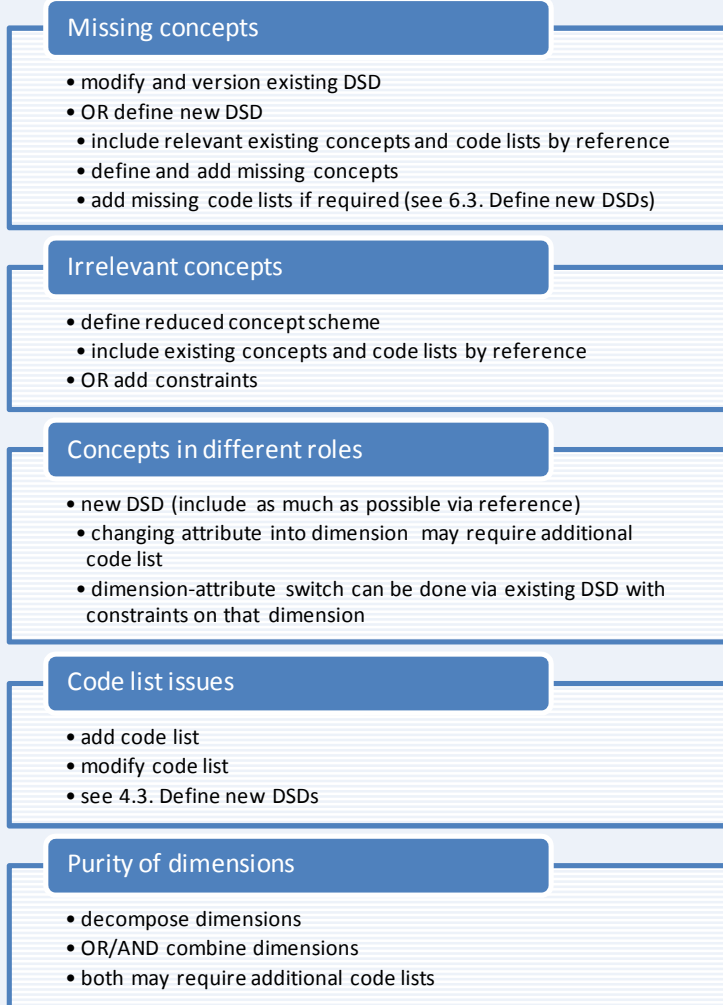 Missing concepts
• modify and version existing DSD
• OR define new DSD
• include relevant existing concepts and code lists by reference
• define and add missing concepts
• add missing code lists if required (see 6.3. Define new DSDs)
Irrelevant concepts
• define reduced concept scheme
• include existing concepts and code lists by reference
• OR add constraints
Concepts in different roles
• new DSD (include as much as possible via reference)
• changing attribute into dimension may require additional
code list
• dimension-attribute switch can be done via existing DSD with
constraints on that dimension
Code list issues
• add code list
• modify code list
• see 4.3. Define new DSDs
Purity of dimensions
• decompose dimensions
• OR/AND combine dimensions
• both may require additional code lists